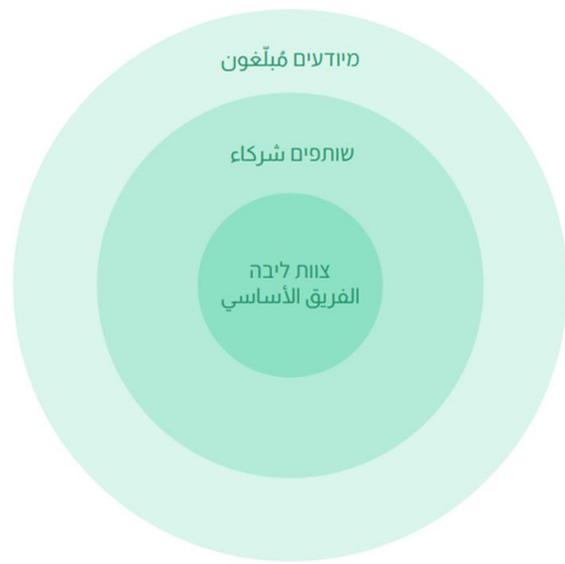 מיודעים مُبلّغون
שותפים شركاء
צוות ליבה
الفريق الأساسي